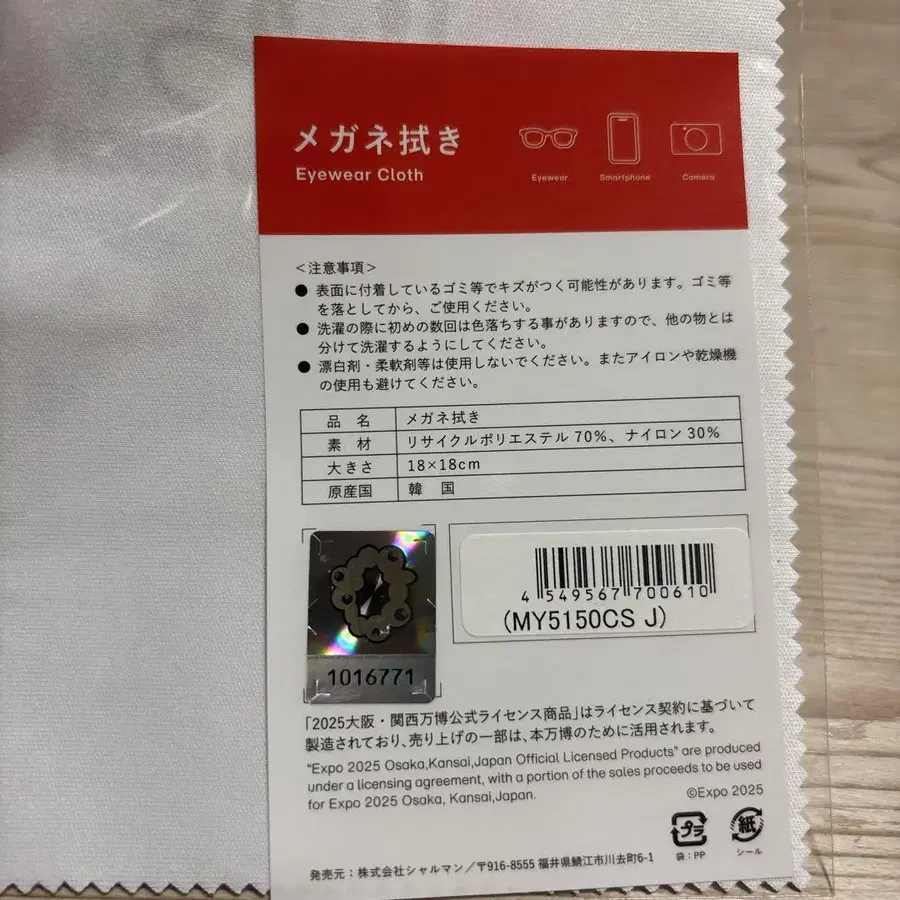 メガネ拭き
Eyewear Cloth
Eyewear Smartphone Camera
＜注意事項＞
● 表面に付着しているゴミ等でキズがつく可能性があります。ゴミ等
を落としてから、ご使用ください。
● 洗濯の際に初めの数回は色落ちする事がありますので、他の物とは
分けて洗濯するようにしてください。
● 漂白剤・柔軟剤等は使用しないでください。またアイロンや乾燥機
の使用も避けてください。
品 名 メガネ拭き
素 材 リサイクルポリエステル 70%、ナイロン 30%
大きさ 18×18cm
原産国 韓 国
4 549567 700610
(MY5150CS J)
1016771
「2025大阪・関西万博公式ライセンス商品」はライセンス契約に基づいて
製造されており、売り上げの一部は、本万博のために活用されます。
"Expo 2025 Osaka,Kansai,Japan Official Licensed Products" are produced
under a licensing agreement, with a portion of the sales proceeds to be used
for Expo 2025 Osaka, Kansai,Japan.
©Expo 2025
プラ 紙
袋：PP シール
発売元：株式会社シャルマン／〒916-8555 福井県鯖江市川去町6-1